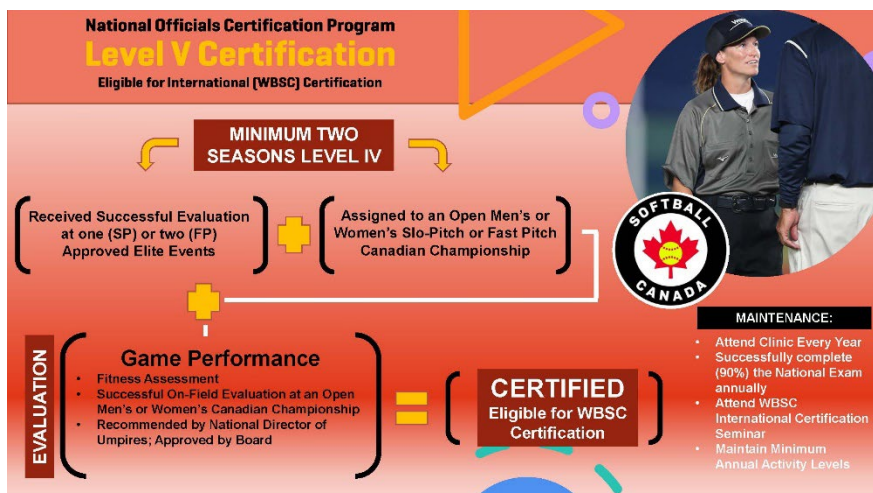 National Officials Certification Program
Level V Certification
Eligible for International (WBSC) Certification
MINIMUM TWO
SEASONS LEVEL IV
Received Successful Evaluation
at one (SP) or two (FP)
Approved Elite Events
Assigned to an Open Men's or
Women's Slo-Pitch or Fast Pitch
Canadian Championship
SOFTBALL
CANADA
EVALUATION
Game Performance
• Fitness Assessment
• Successful On-Field Evaluation at an Open
Men's or Women's Canadian Championship
• Recommended by National Director of
Umpires; Approved by Board
CERTIFIED
Eligible for WBSC
Certification
MAINTENANCE:
• Attend Clinic Every Year
• Successfully complete
(90%) the National Exam
annually
• Attend WBSC
International Certification
Seminar
• Maintain Minimum
Annual Activity Levels